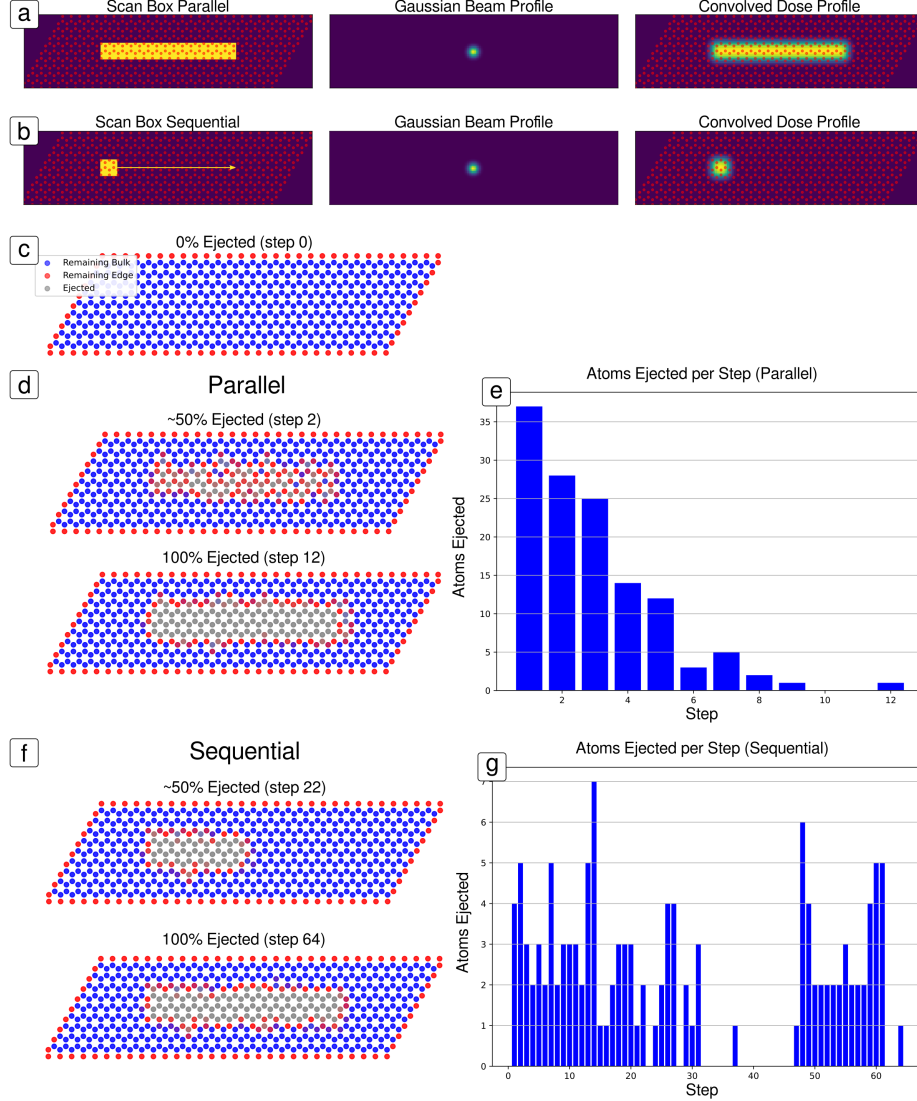 a
Scan Box Parallel
Gaussian Beam Profile
Convolved Dose Profile
b
Scan Box Sequential
Gaussian Beam Profile
Convolved Dose Profile
c
0% Ejected (step 0)
Remaining Bulk
Remaining Edge
Ejected
d
Parallel
~50% Ejected (step 2)
100% Ejected (step 12)
e
Atoms Ejected per Step (Parallel)
Atoms Ejected
35
30
25
20
15
10
5
0
2 4 6 8 10 12
Step
f
Sequential
~50% Ejected (step 22)
100% Ejected (step 64)
g
Atoms Ejected per Step (Sequential)
Atoms Ejected
7
6
5
4
3
2
1
0
0 10 20 30 40 50 60
Step